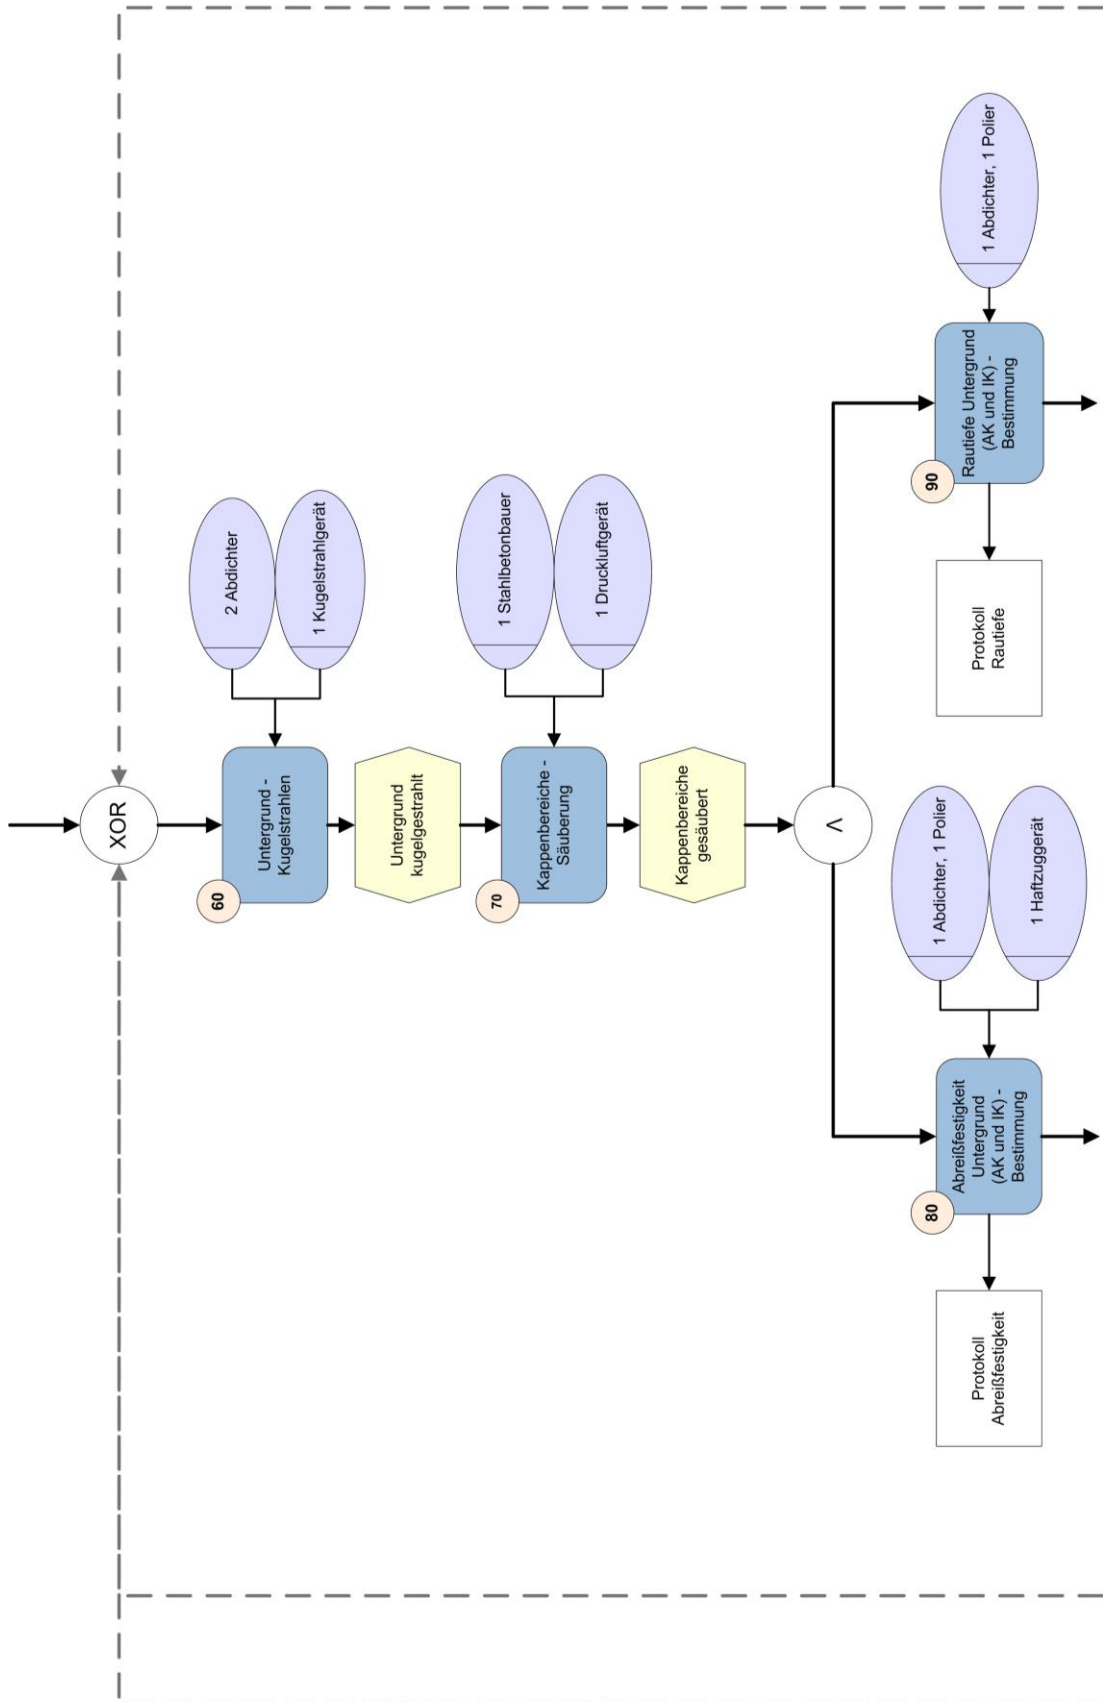 XOR
60
Untergrund -
Kugelstrahlen
2 Abdichter
1 Kugelstrahlgerät
Untergrund
kugelgestrahlt
70
Kappenbereiche -
Säuberung
1 Stahlbetonbauer
1 Druckluftgerät
Kappenbereiche
gesäubert
V
80
Abreißfestigkeit
Untergrund
(AK und IK) -
Bestimmung
1 Abdichter, 1 Polier
1 Haftzuggerät
Protokoll
Abreißfestigkeit
90
Rautiefe Untergrund
(AK und IK) -
Bestimmung
1 Abdichter, 1 Polier
Protokoll
Rautiefe